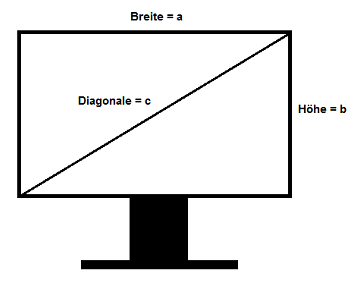 Breite = a
Diagonale = c
Höhe = b